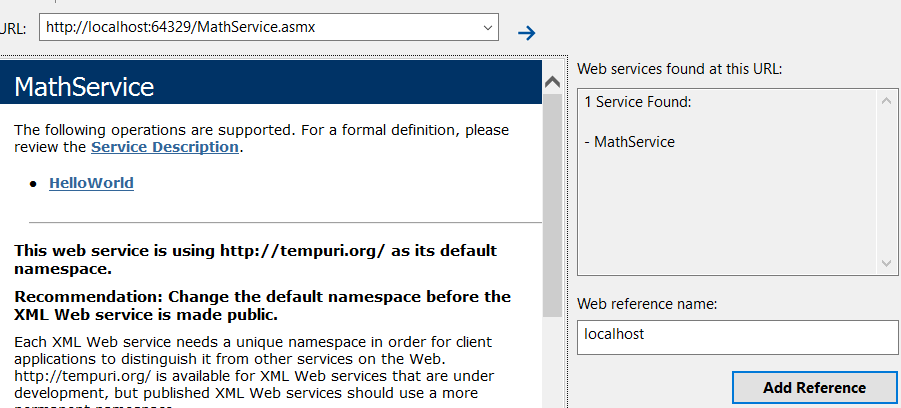 URL: http://localhost:64329/MathService.asmx
MathService
The following operations are supported. For a formal definition, please
review the Service Description.
• HelloWorld
This web service is using http://tempuri.org/ as its default
namespace.
Recommendation: Change the default namespace before the
XML Web service is made public.
Each XML Web service needs a unique namespace in order for client
applications to distinguish it from other services on the Web.
http://tempuri.org/ is available for XML Web services that are under
development, but published XML Web services should use a more
Web services found at this URL:
1 Service Found:
- MathService
Web reference name:
localhost
Add Reference